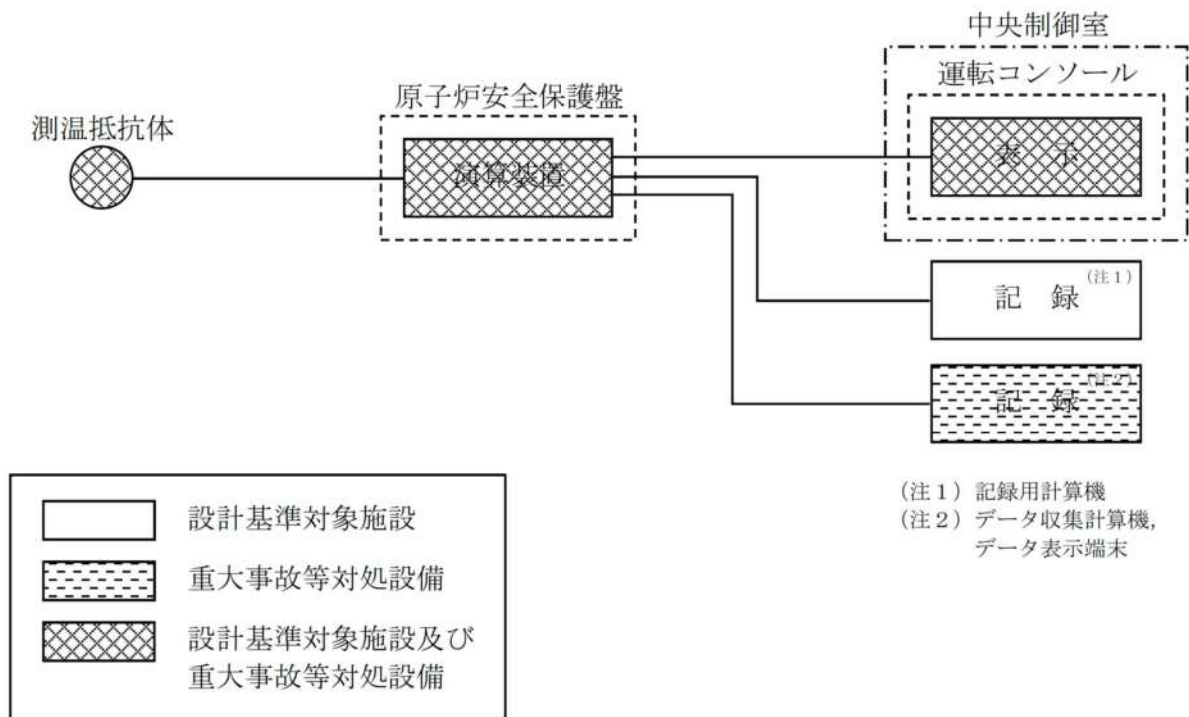 中央制御室
運転コンソール
原子炉安全保護盤
測温抵抗体
演算装置
表　示
記　録 (注１)
記　録 (注２)
(注１) 記録用計算機
(注２) データ収集計算機,
データ表示端末
設計基準対象施設
重大事故等対処設備
設計基準対象施設及び
重大事故等対処設備